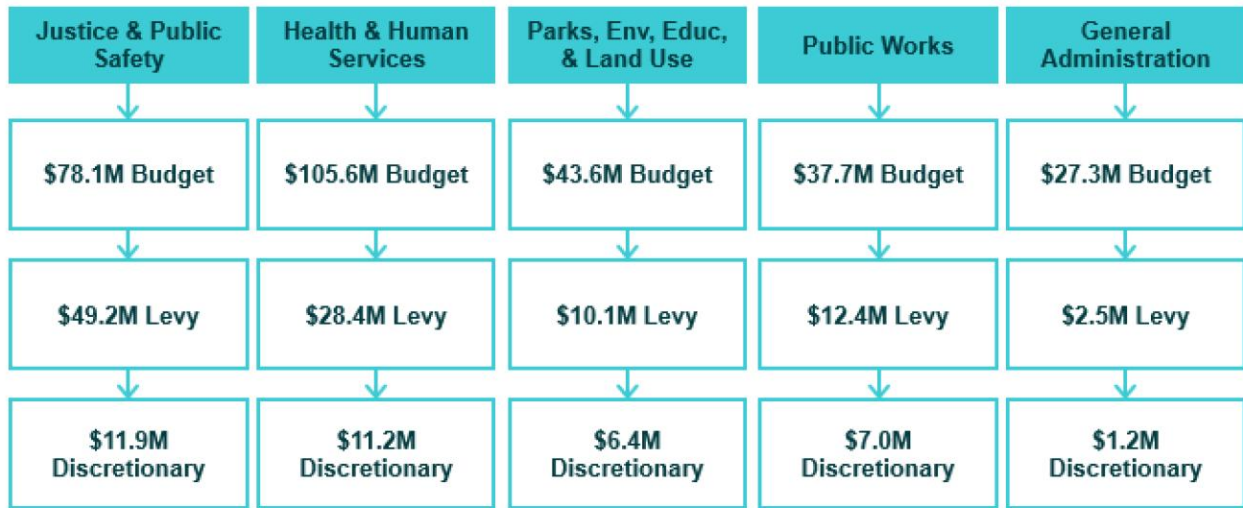 Justice & Public
Safety
Health & Human
Services
Parks, Env, Educ,
& Land Use
Public Works
General
Administration
$78.1M Budget
$105.6M Budget
$43.6M Budget
$37.7M Budget
$27.3M Budget
$49.2M Levy
$28.4M Levy
$10.1M Levy
$12.4M Levy
$2.5M Levy
$11.9M
Discretionary
$11.2M
Discretionary
$6.4M
Discretionary
$7.0M
Discretionary
$1.2M
Discretionary